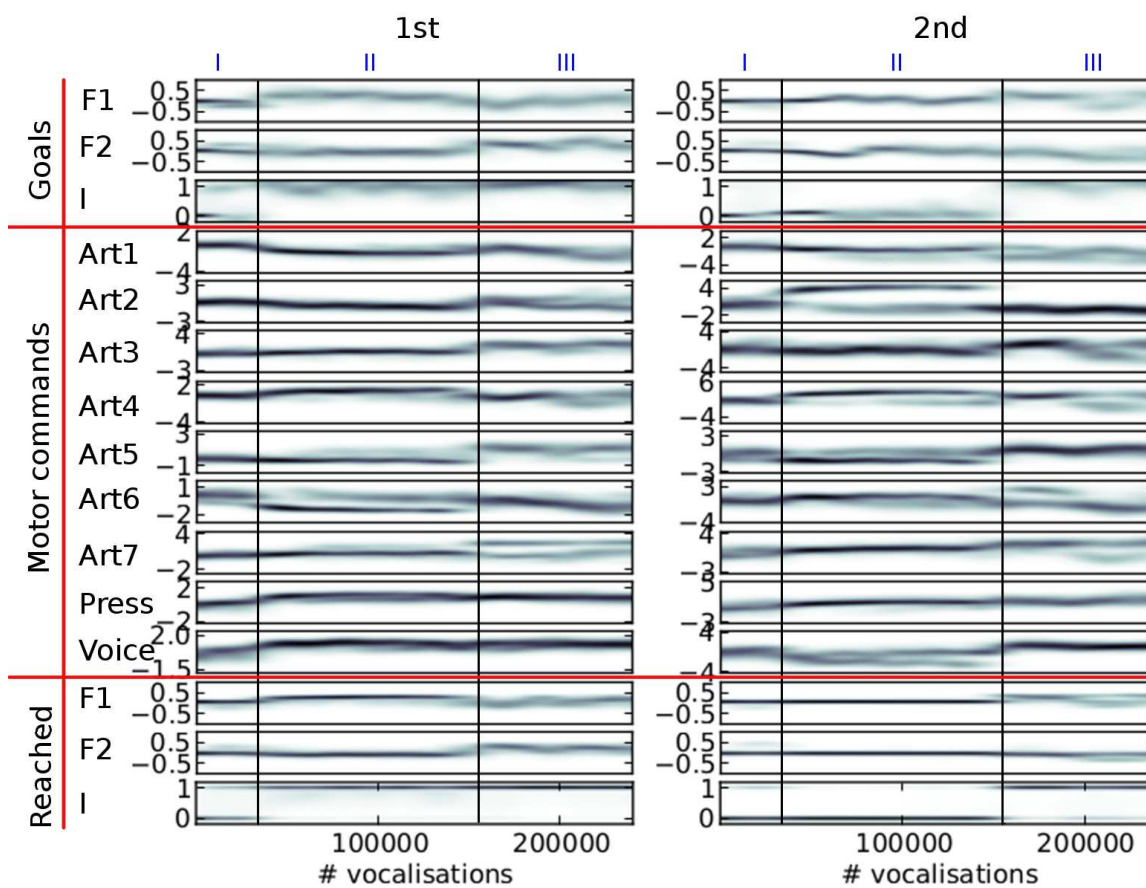 1st 2nd
I II III I II III
Goals
F1 0.5 −0.5 0.5 −0.5
F2 0.5 −0.5 0.5 −0.5
I 1 0 1 0
Motor commands
Art1 2 −4 2 −4
Art2 3 −3 4 −2
Art3 4 −3 4 −4
Art4 2 −4 6 −4
Art5 3 −1 3 −3
Art6 1 −2 3 −4
Art7 4 −2 4 −3
Press 2 −2 3 −3
Voice 2.0 −1.5 4 −4
Reached
F1 0.5 −0.5 0.5 −0.5
F2 0.5 −0.5 0.5 −0.5
I 1 0 1 0
100000 200000 100000 200000
# vocalisations # vocalisations